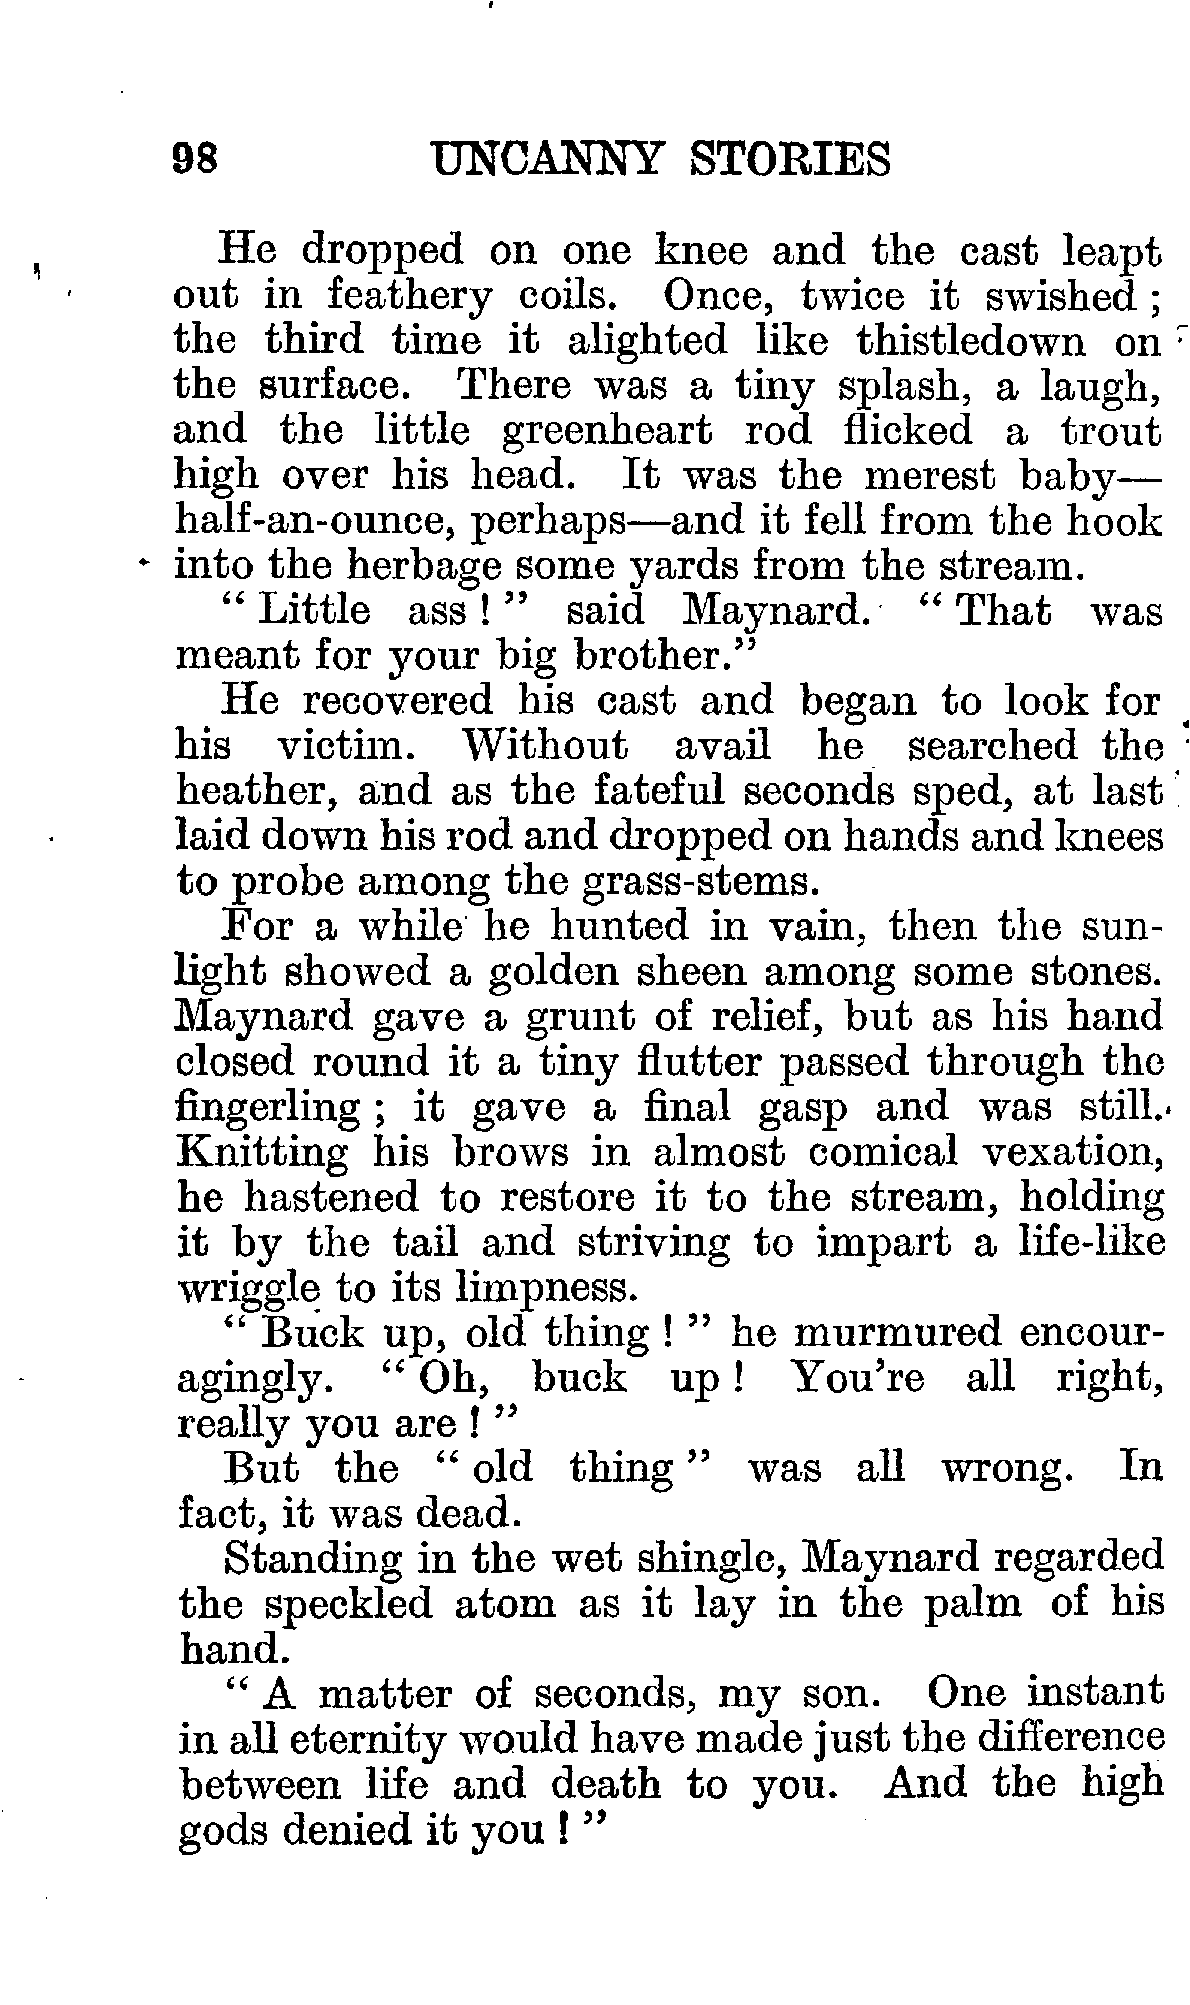 98 UNCANNY STORIES
He dropped on one knee and the cast leapt
out in feathery coils. Once, twice it swished ;
the third time it alighted like thistledown on
the surface. There was a tiny splash, a laugh,
and the little greenheart rod flicked a trout
high over his head. It was the merest baby—
half-an-ounce, perhaps—and it fell from the hook
into the herbage some yards from the stream.
“ Little ass ! ” said Maynard. “ That was
meant for your big brother.”
He recovered his cast and began to look for
his victim. Without avail he searched the
heather, and as the fateful seconds sped, at last
laid down his rod and dropped on hands and knees
to probe among the grass-stems.
For a while he hunted in vain, then the sun-
light showed a golden sheen among some stones.
Maynard gave a grunt of relief, but as his hand
closed round it a tiny flutter passed through the
fingerling ; it gave a final gasp and was still.
Knitting his brows in almost comical vexation,
he hastened to restore it to the stream, holding
it by the tail and striving to impart a life-like
wriggle to its limpness.
“ Buck up, old thing ! ” he murmured encour-
agingly. “ Oh, buck up ! You’re all right,
really you are ! ”
But the “ old thing ” was all wrong. In
fact, it was dead.
Standing in the wet shingle, Maynard regarded
the speckled atom as it lay in the palm of his
hand.
“ A matter of seconds, my son. One instant
in all eternity would have made just the difference
between life and death to you. And the high
gods denied it you ! ”